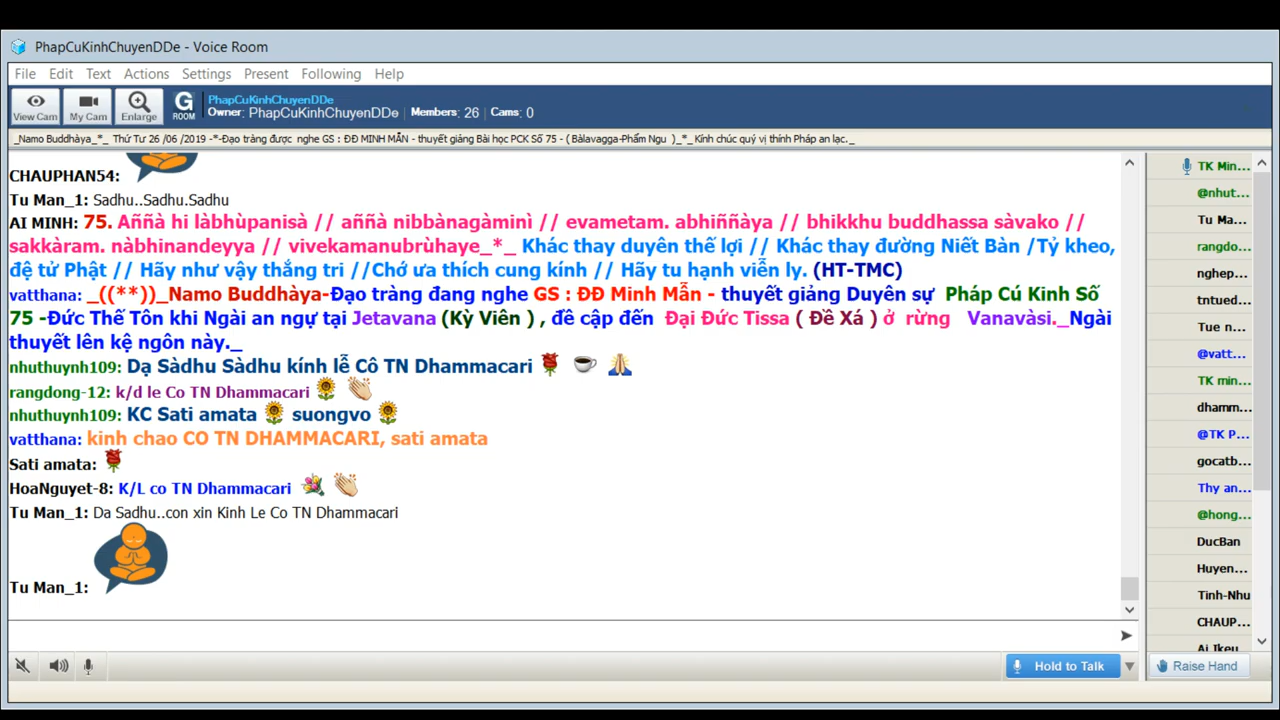 PhapCuKinhChuyenDDe - Voice Room
File Edit Text Actions Settings Present Following Help
View Cam My Cam Enlarge G ROOM PhapCuKinhChuyenDDe
Owner: PhapCuKinhChuyenDDe | Members: 26 | Cams: 0
_Namo Buddhàya_*_ Thứ Tư 26 /06 /2019 -*-Đạo tràng được nghe GS : ĐĐ MINH MẪN - thuyết giảng Bài học PCK Số 75 - ( Bàlavagga-Phẩm Ngu )_*_Kính chúc quý vị thính Pháp an lạc._
CHAUPHAN54:
Tu Man_1: Sadhu..Sadhu.Sadhu
AI MINH: 75. Aññà hi làbhùpanisà // aññà nibbànagàminì // evametam. abhiññàya // bhikkhu buddhassa sàvako //
sakkàram. nàbhinandeyya // vivekamanubrùhaye_*_ Khác thay duyên thế lợi // Khác thay đường Niết Bàn /Tỷ kheo,
đệ tử Phật // Hãy như vậy thắng tri //Chớ ưa thích cung kính // Hãy tu hạnh viễn ly. (HT-TMC)
vatthana: _((**))_Namo Buddhàya-Đạo tràng đang nghe GS : ĐĐ Minh Mẫn - thuyết giảng Duyên sự Pháp Cú Kinh Số
75 -Đức Thế Tôn khi Ngài an ngự tại Jetavana (Kỳ Viên ) , đề cập đến Đại Đức Tissa ( Đề Xá ) ở rừng Vanavàsi._Ngài
thuyết lên kệ ngôn này._
nhuthuynh109: Dạ Sàdhu Sàdhu kính lễ Cô TN Dhammacari
rangdong-12: k/d le Co TN Dhammacari
nhuthuynh109: KC Sati amata suongvo
vatthana: kinh chao CO TN DHAMMACARI, sati amata
Sati amata:
HoaNguyet-8: K/L co TN Dhammacari
Tu Man_1: Da Sadhu..con xin Kinh Le Co TN Dhammacari
Tu Man_1:
TK Min...
@nhut...
Tu Ma...
rangdo...
nghep...
tntued...
Tue n...
@vatt...
TK min...
dhamm...
@TK P...
gocatb...
Thy an...
@hong...
DucBan
Huyen...
Tinh-Nhu
CHAUP...
Hold to Talk Raise Hand